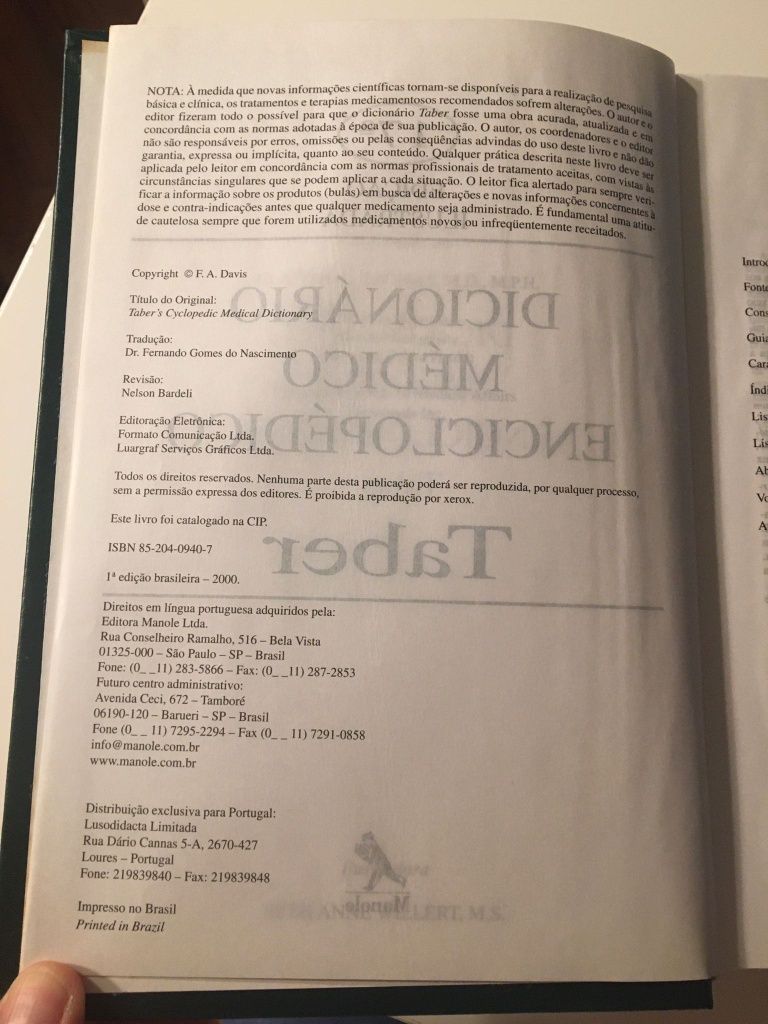 NOTA: À medida que novas informações científicas tornam-se disponíveis para a realização de pesquisa
básica e clínica, os tratamentos e terapias medicamentosos recomendados sofrem alterações. O autor e o
editor fizeram todo o possível para que o dicionário Taber fosse uma obra acurada, atualizada e em
concordância com as normas adotadas à época de sua publicação. O autor, os coordenadores e o editor
não são responsáveis por erros, omissões ou pelas conseqüências advindas do uso deste livro e não dão
garantia, expressa ou implícita, quanto ao seu conteúdo. Qualquer prática descrita neste livro deve ser
aplicada pelo leitor em concordância com as normas profissionais de tratamento aceitas, com vistas às
circunstâncias singulares que se podem aplicar a cada situação. O leitor fica alertado para sempre veri-
ficar a informação sobre os produtos (bulas) em busca de alterações e novas informações concernentes à
dose e contra-indicações antes que qualquer medicamento seja administrado. É fundamental uma atitu-
de cautelosa sempre que forem utilizados medicamentos novos ou infreqüentemente receitados.
Copyright © F. A. Davis
Título do Original:
Taber's Cyclopedic Medical Dictionary
Tradução:
Dr. Fernando Gomes do Nascimento
Revisão:
Nelson Bardeli
Editoração Eletrônica:
Formato Comunicação Ltda.
Luargraf Serviços Gráficos Ltda.
Todos os direitos reservados. Nenhuma parte desta publicação poderá ser reproduzida, por qualquer processo,
sem a permissão expressa dos editores. É proibida a reprodução por xerox.
Este livro foi catalogado na CIP.
ISBN 85-204-0940-7
1ª edição brasileira – 2000.
Direitos em língua portuguesa adquiridos pela:
Editora Manole Ltda.
Rua Conselheiro Ramalho, 516 – Bela Vista
01325-000 – São Paulo – SP – Brasil
Fone: (0_ _11) 283-5866 – Fax: (0_ _11) 287-2853
Futuro centro administrativo:
Avenida Ceci, 672 – Tamboré
06190-120 – Barueri – SP – Brasil
Fone (0_ _ 11) 7295-2294 – Fax (0_ _ 11) 7291-0858
info@manole.com.br
www.manole.com.br
Distribuição exclusiva para Portugal:
Lusodidacta Limitada
Rua Dário Cannas 5-A, 2670-427
Loures – Portugal
Fone: 219839840 – Fax: 219839848
Impresso no Brasil
Printed in Brazil
DICIONÁRIO
MÉDICO
ENCICLOPÉDICO
Taber
Manole